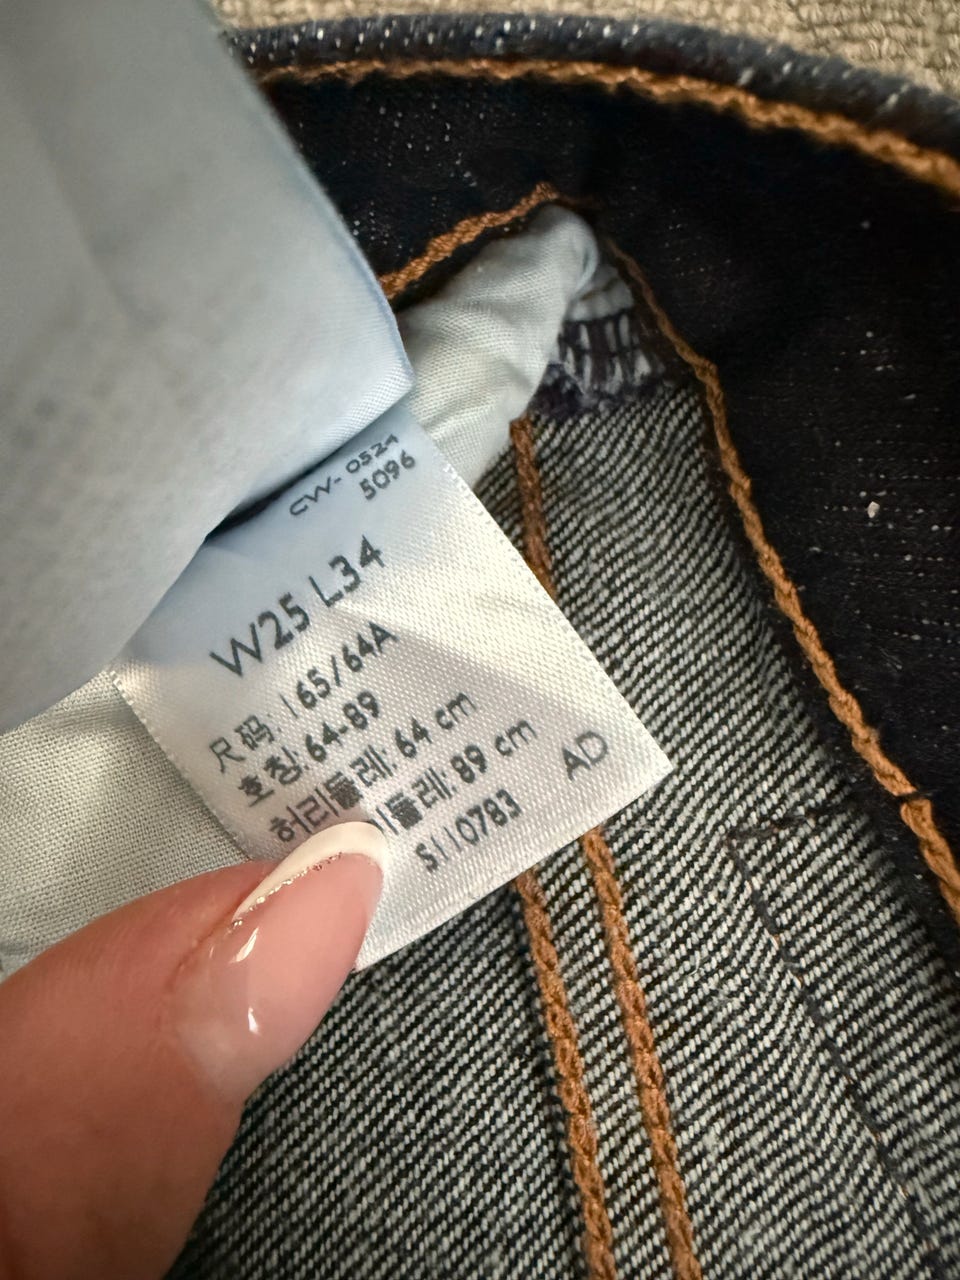 CW- 0524
5096
W25 L34
尺码: 165/64A
호칭: 64-89
허리둘레: 64 cm
이둘레: 89 cm
S110783 AD